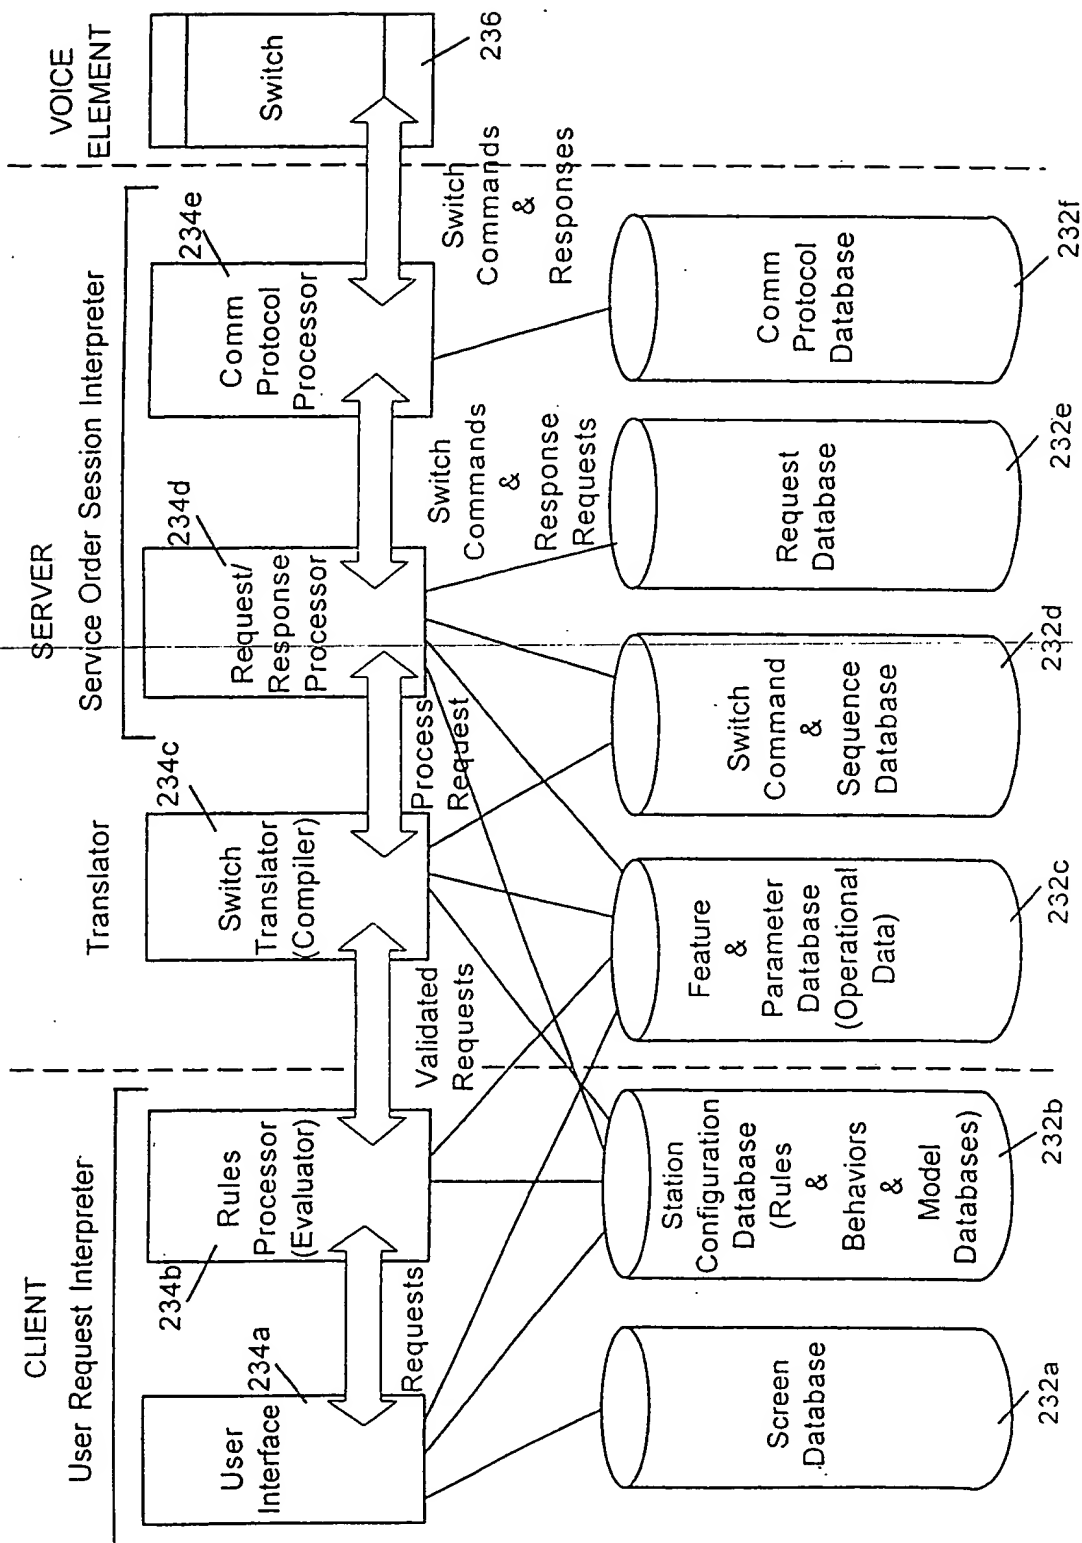 CLIENT
User Request Interpreter
SERVER
Service Order Session Interpreter
Translator
VOICE
ELEMENT
234a
User
Interface
234b
Rules
Processor
(Evaluator)
234c
Switch
Translator
(Compiler)
234d
Request/
Response
Processor
234e
Comm
Protocol
Processor
Switch
236
Requests
Validated
Requests
Process
Request
Switch
Commands
&
Response
Requests
Switch
Commands
&
Responses
Screen
Database
232a
Station
Configuration
Database
(Rules
&
Behaviors
&
Model
Databases)
232b
Feature
&
Parameter
Database
(Operational
Data)
232c
Switch
Command
&
Sequence
Database
232d
Request
Database
232e
Comm
Protocol
Database
232f